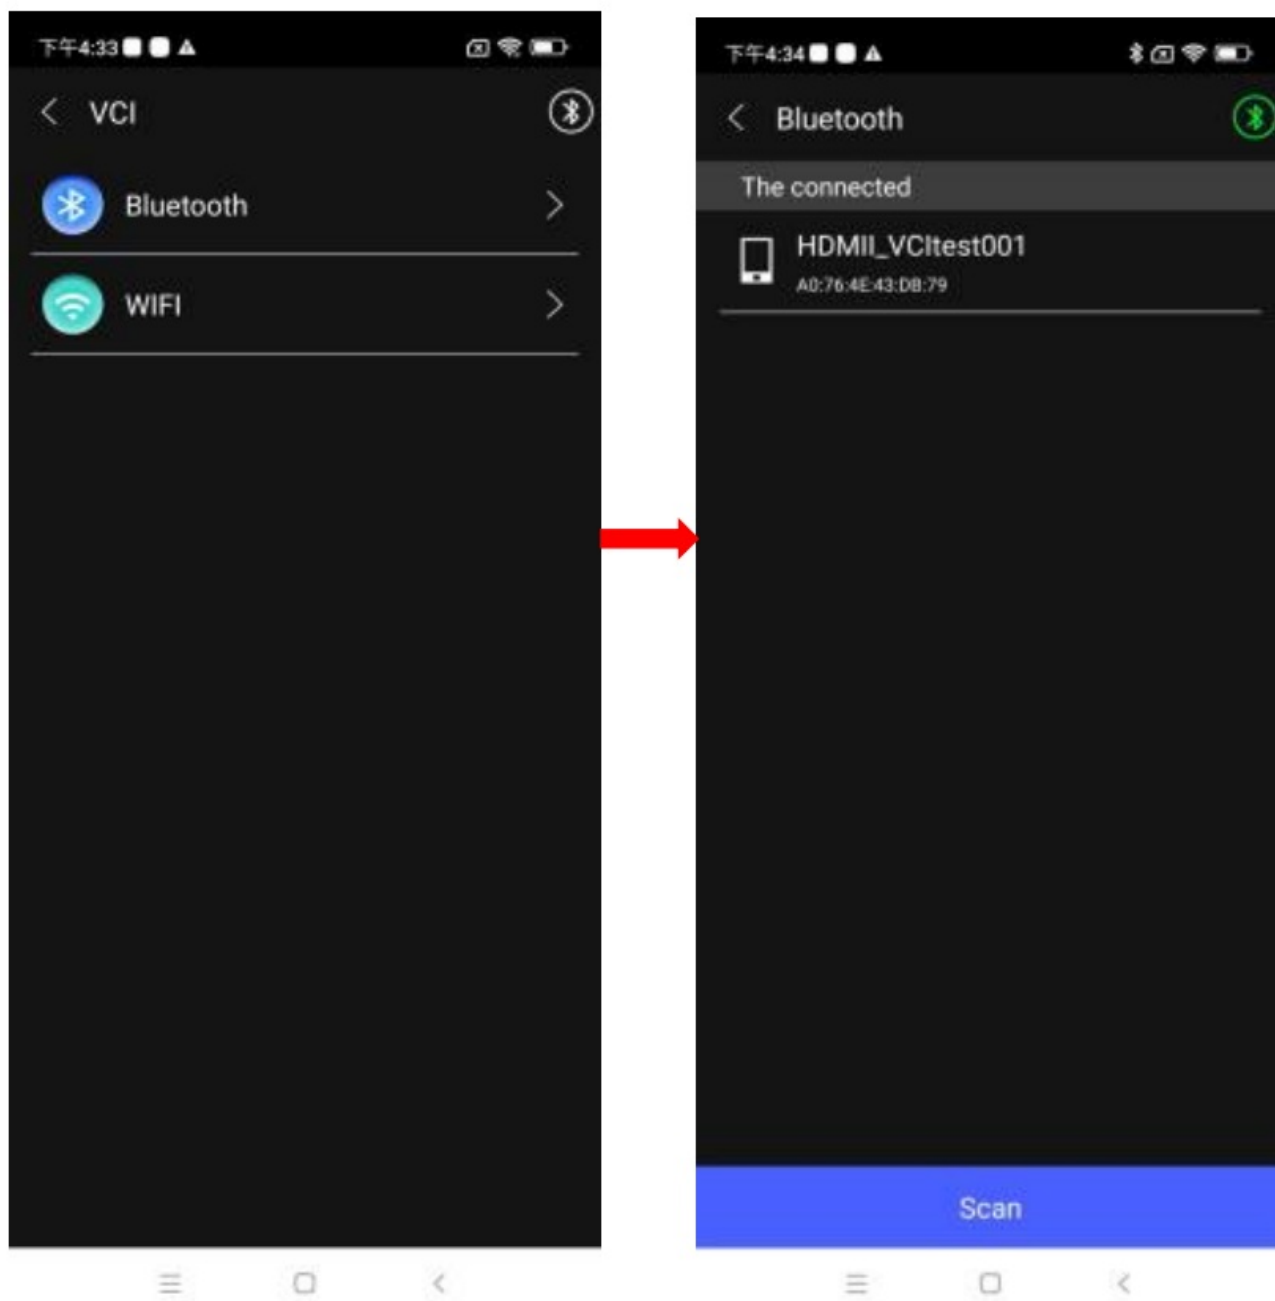 下午4:33
VCI
Bluetooth
WIFI
下午4:34
Bluetooth
The connected
HDMII_VCItest001
A0:76:4E:43:DB:79
Scan